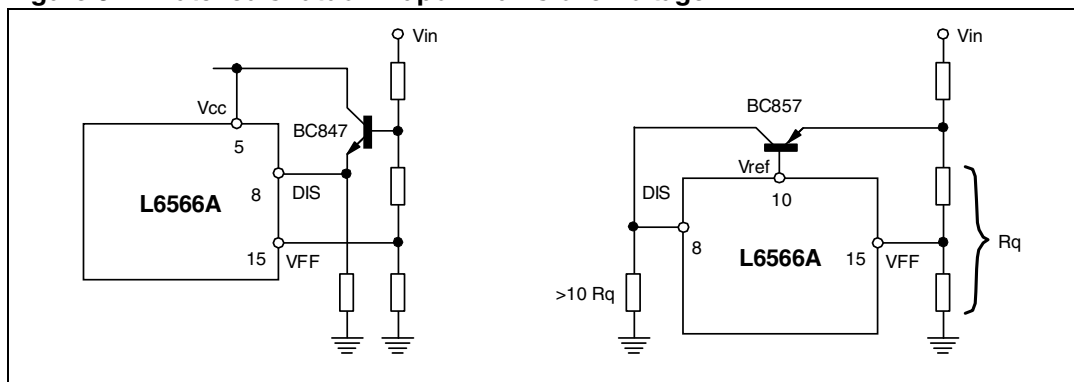 Vin
Vcc
5
BC847
8
DIS
L6566A
15
VFF
Vin
BC857
Vref
10
DIS
8
L6566A
15
VFF
Rq
>10 Rq